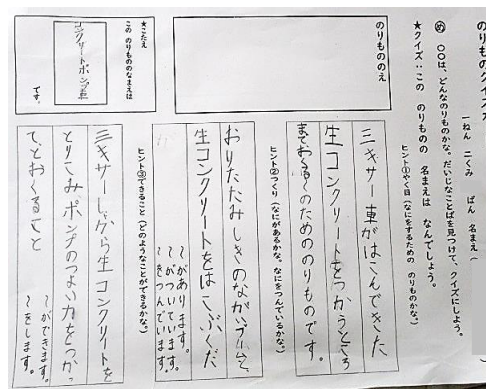 のりものクイズ
一ねん 二くみ ばん 名まえ(
め ○○は、どんなのりものかな。だいじなことばを見つけて、クイズにしよう。
★クイズ:この のりものの 名まえは なんでしょう。
ヒント①やく目(なにをするための のりものかな。)
ミキサー車がはこんできた
生コンクリートをつかうところ
までおくるのためののりものです。
ヒント②つくり(なにがあるかな。なにをつんでいるかな。)
おりたたみしきのながいブームと、
生コンクリートをはこぶくだ
〜があります。
〜がついています。
〜をつんでいます。
ヒント③できること(どのようなことができるかな。)
ミキサーしゃから生コンクリートを
とりこみポンプのつよい力をつかっ
て、とおくるこ と
〜ができます。
〜をします。
のりもののえ
★こたえ
この のりものの名まえは
コンクリートポンプ車
です。